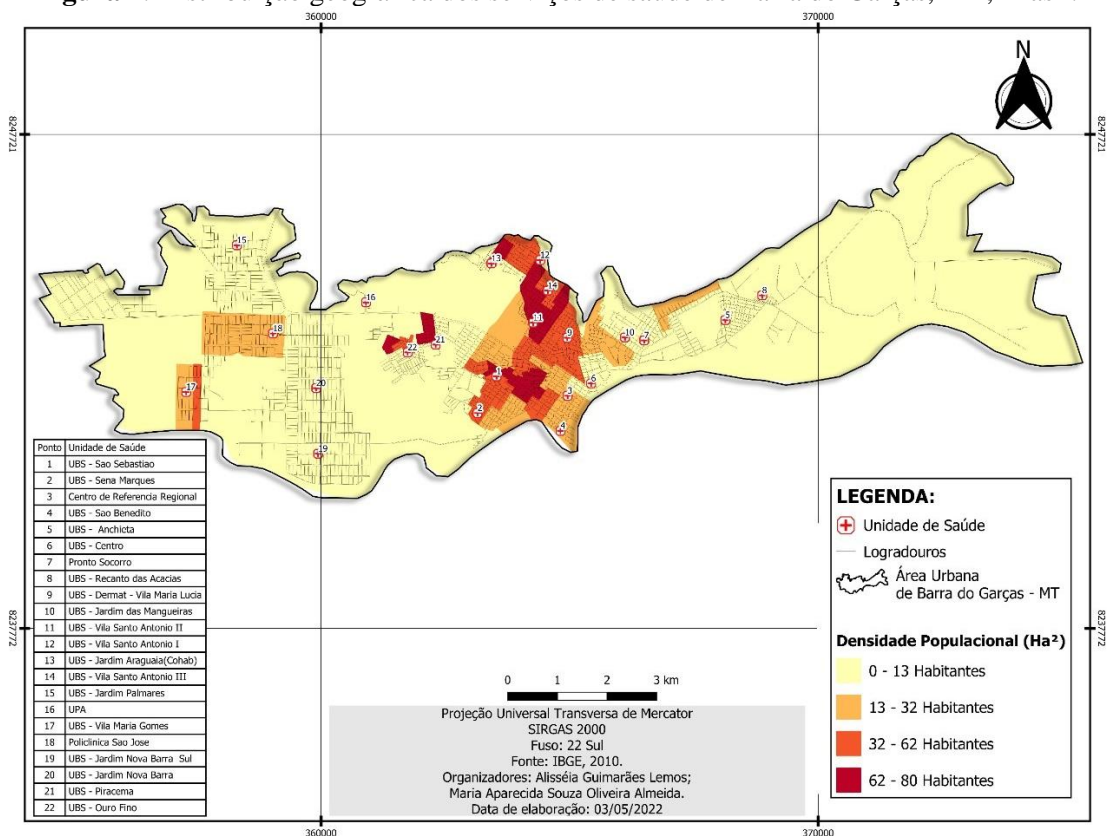 360000
370000
N
8247721
8247721
15
13
12
14
16
8
11
5
18
9
10
7
21
22
1
6
17
20
3
2
4
19
Ponto Unidade de Saúde
1 UBS - Sao Sebastiao
2 UBS - Sena Marques
3 Centro de Referencia Regional
4 UBS - Sao Benedito
5 UBS - Anchieta
6 UBS - Centro
7 Pronto Socorro
8 UBS - Recanto das Acacias
9 UBS - Dermat - Vila Maria Lucia
10 UBS - Jardim das Mangueiras
11 UBS - Vila Santo Antonio II
12 UBS - Vila Santo Antonio I
13 UBS - Jardim Araguaia(Cohab)
14 UBS - Vila Santo Antonio III
15 UBS - Jardim Palmares
16 UPA
17 UBS - Vila Maria Gomes
18 Policlinica Sao Jose
19 UBS - Jardim Nova Barra Sul
20 UBS - Jardim Nova Barra
21 UBS - Piracema
22 UBS - Ouro Fino
LEGENDA:
Unidade de Saúde
Logradouros
Área Urbana
de Barra do Garças - MT
Densidade Populacional (Ha²)
0 - 13 Habitantes
13 - 32 Habitantes
32 - 62 Habitantes
62 - 80 Habitantes
8237772
8237772
0 1 2 3 km
Projeção Universal Transversa de Mercator
SIRGAS 2000
Fuso: 22 Sul
Fonte: IBGE, 2010.
Organizadores: Alisséia Guimarães Lemos;
Maria Aparecida Souza Oliveira Almeida.
Data de elaboração: 03/05/2022
360000
370000